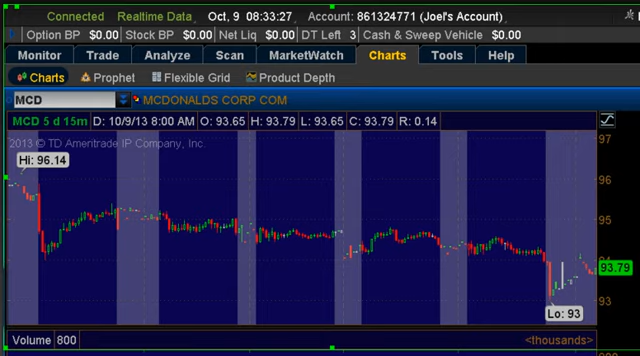 Connected Realtime Data Oct, 9 08:33:27 Account: 861324771 (Joel's Account)
Option BP $0.00 Stock BP $0.00 Net Liq $0.00 DT Left 3 Cash & Sweep Vehicle $0.00
Monitor Trade Analyze Scan MarketWatch Charts Tools Help
Charts Prophet Flexible Grid Product Depth
MCD MCDONALDS CORP COM
MCD 5 d 15m D: 10/9/13 8:00 AM O: 93.65 H: 93.79 L: 93.65 C: 93.79 R: 0.14
2013 © TD Ameritrade IP Company, Inc.
97
Hi: 96.14
96
95
94
93.79
93
Lo: 93
Volume 800 <thousands>